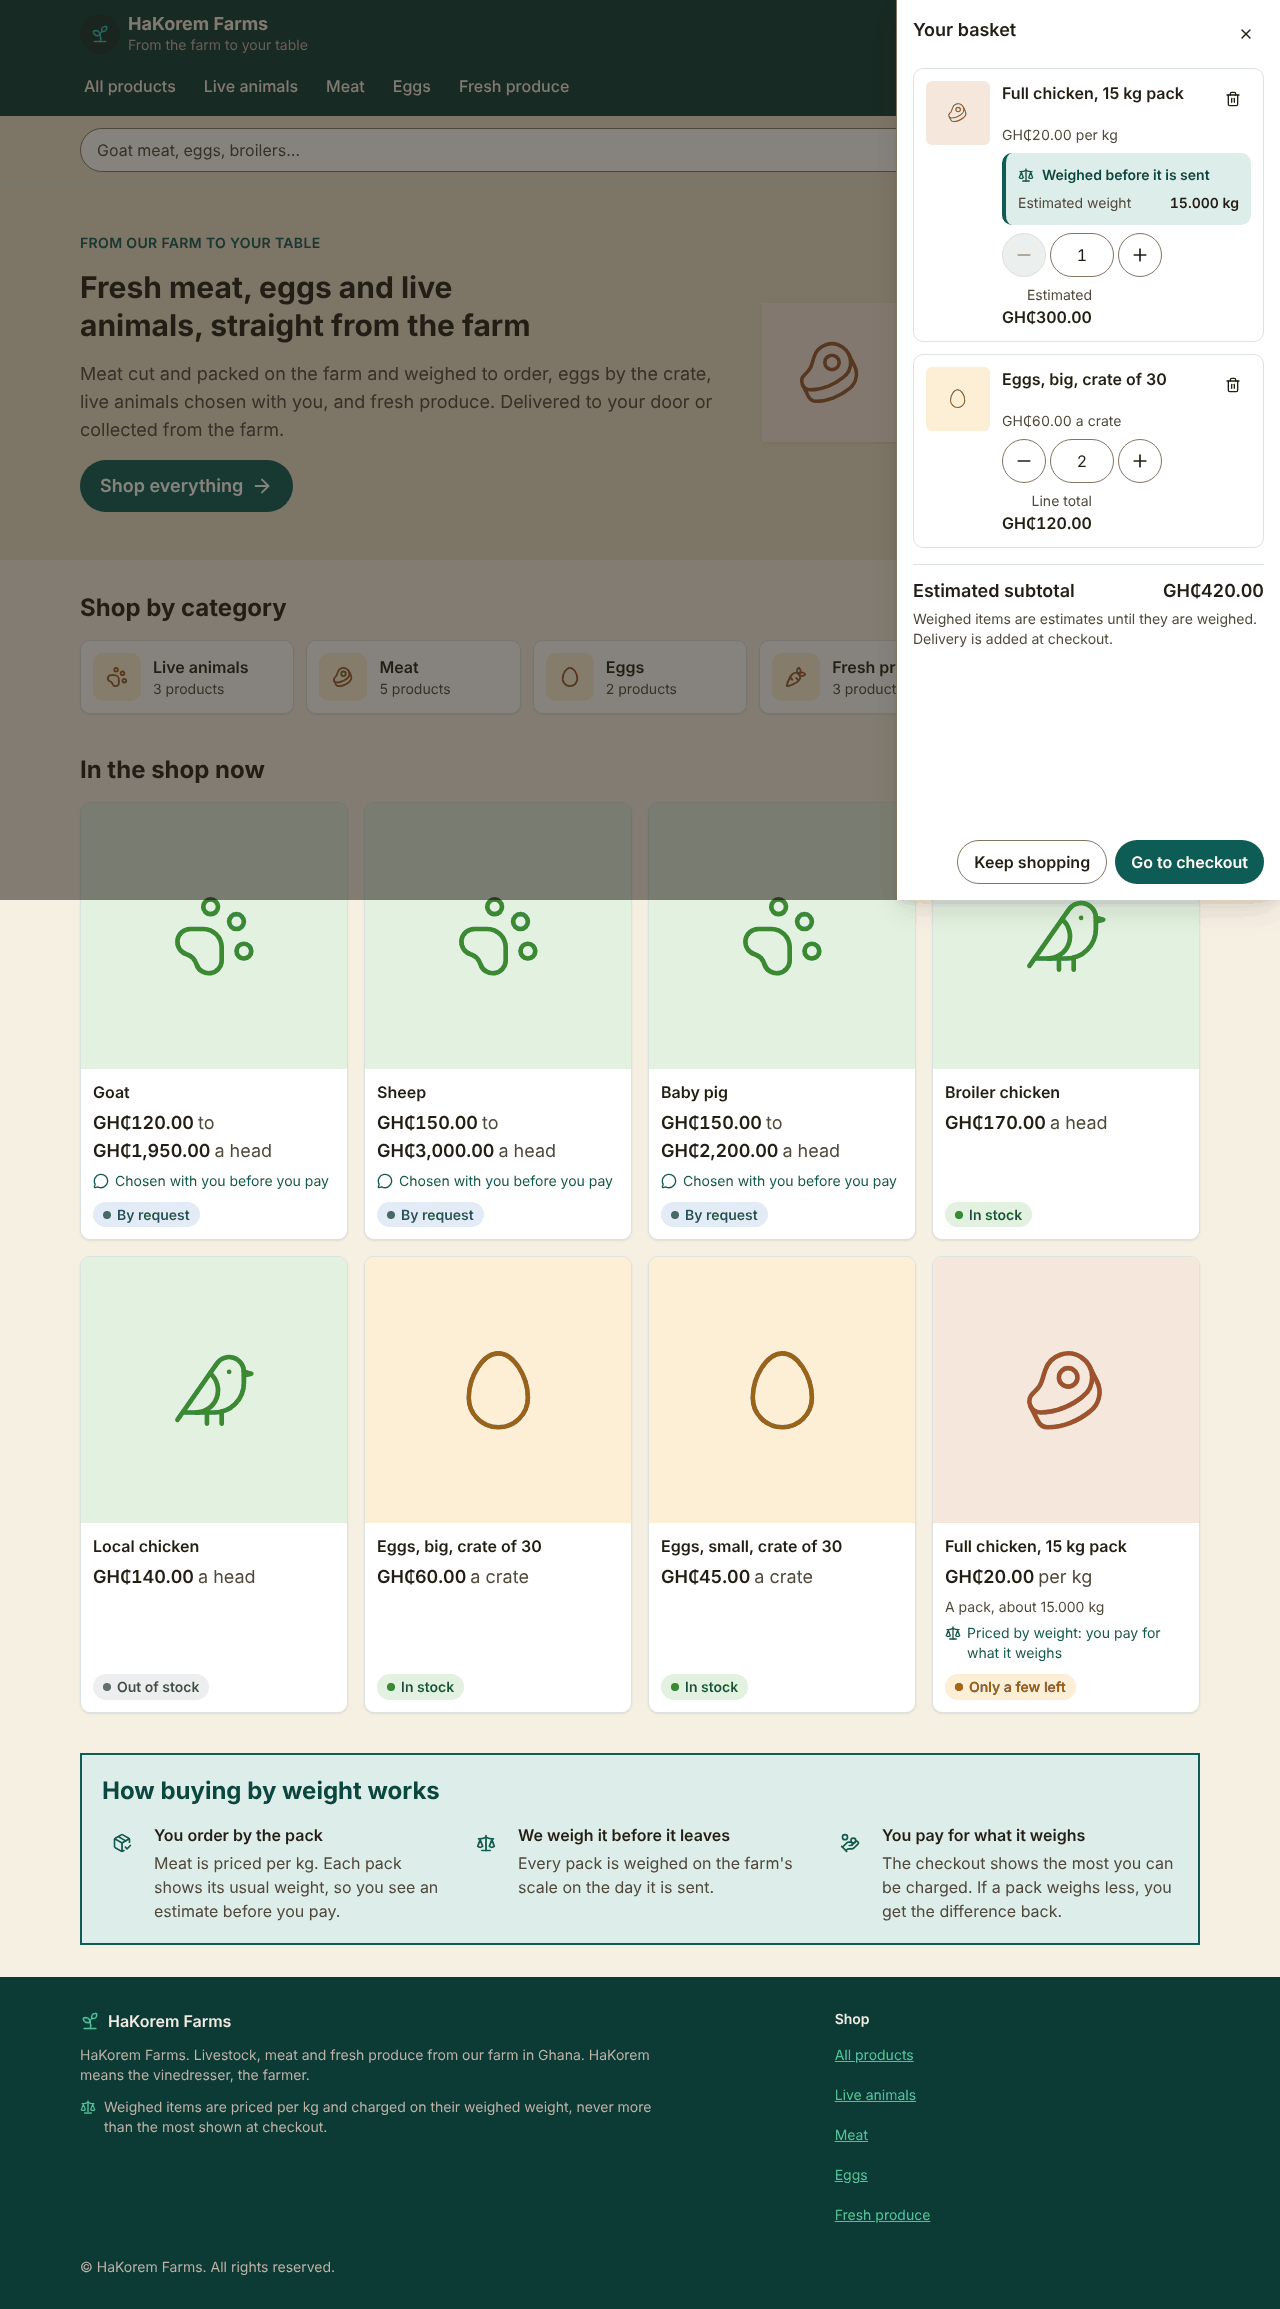 HaKorem Farms
From the farm to your table
All products
Live animals
Meat
Eggs
Fresh produce
Goat meat, eggs, broilers...
FROM OUR FARM TO YOUR TABLE
Fresh meat, eggs and live
animals, straight from the farm
Meat cut and packed on the farm and weighed to order, eggs by the crate,
live animals chosen with you, and fresh produce. Delivered to your door or
collected from the farm.
Shop everything
Shop by category
Live animals
3 products
Meat
5 products
Eggs
2 products
Fresh pr
3 product
In the shop now
Your basket
Full chicken, 15 kg pack
GH₵20.00 per kg
Weighed before it is sent
Estimated weight 15.000 kg
1
Estimated
GH₵300.00
Eggs, big, crate of 30
GH₵60.00 a crate
2
Line total
GH₵120.00
Estimated subtotal GH₵420.00
Weighed items are estimates until they are weighed.
Delivery is added at checkout.
Keep shopping
Go to checkout
Goat
GH₵120.00 to
GH₵1,950.00 a head
Chosen with you before you pay
By request
Sheep
GH₵150.00 to
GH₵3,000.00 a head
Chosen with you before you pay
By request
Baby pig
GH₵150.00 to
GH₵2,200.00 a head
Chosen with you before you pay
By request
Broiler chicken
GH₵170.00 a head
In stock
Local chicken
GH₵140.00 a head
Out of stock
Eggs, big, crate of 30
GH₵60.00 a crate
In stock
Eggs, small, crate of 30
GH₵45.00 a crate
In stock
Full chicken, 15 kg pack
GH₵20.00 per kg
A pack, about 15.000 kg
Priced by weight: you pay for
what it weighs
Only a few left
How buying by weight works
You order by the pack
Meat is priced per kg. Each pack
shows its usual weight, so you see an
estimate before you pay.
We weigh it before it leaves
Every pack is weighed on the farm's
scale on the day it is sent.
You pay for what it weighs
The checkout shows the most you can
be charged. If a pack weighs less, you
get the difference back.
HaKorem Farms
HaKorem Farms. Livestock, meat and fresh produce from our farm in Ghana. HaKorem
means the vinedresser, the farmer.
Weighed items are priced per kg and charged on their weighed weight, never more
than the most shown at checkout.
Shop
All products
Live animals
Meat
Eggs
Fresh produce
© HaKorem Farms. All rights reserved.